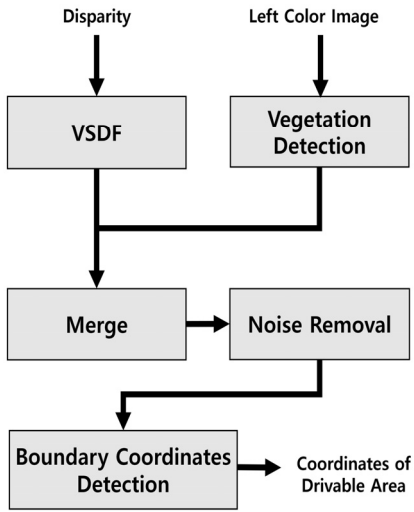 Disparity
Left Color Image
VSDF
Vegetation
Detection
Merge
Noise Removal
Boundary Coordinates
Detection
Coordinates of
Drivable Area